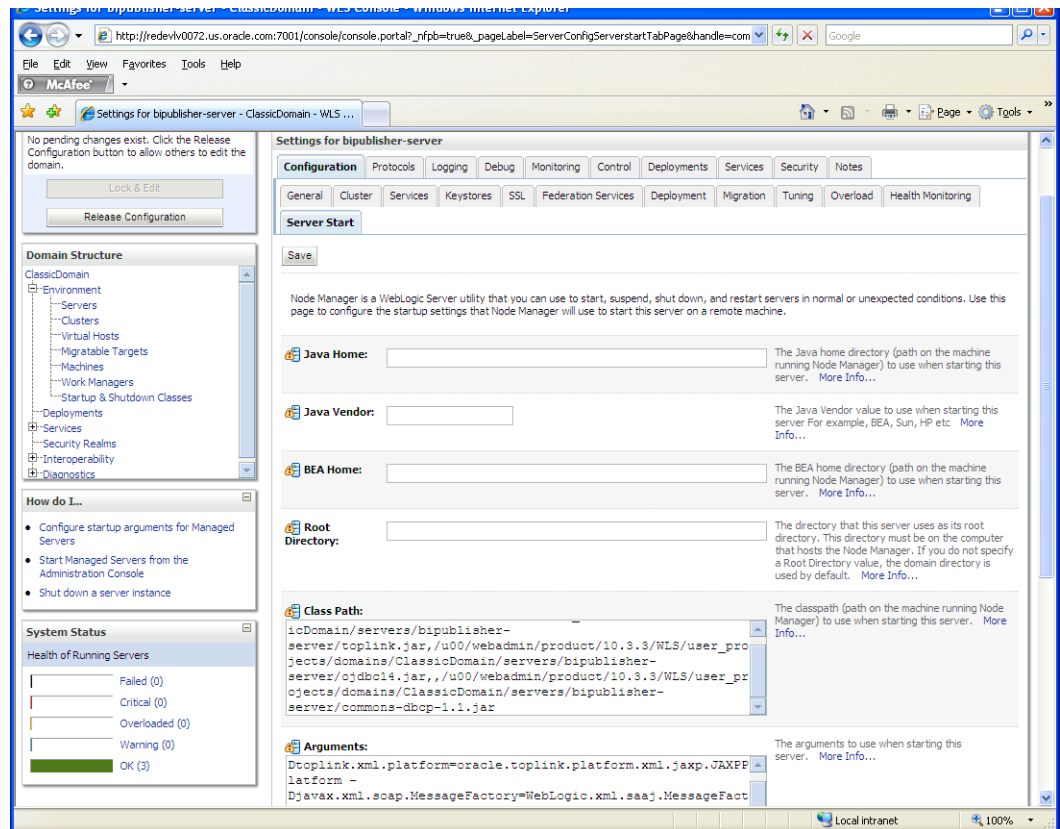 Settings for bipublisher-server - ClassicDomain - WLS Console - Windows Internet Explorer
http://redevlv0072.us.oracle.com:7001/console/console.portal?_nfpb=true&_pageLabel=ServerConfigServerstartTabPage&handle=com
Google
File Edit View Favorites Tools Help
McAfee
Settings for bipublisher-server - ClassicDomain - WLS ...
Page Tools
No pending changes exist. Click the Release
Configuration button to allow others to edit the
domain.
Lock & Edit
Release Configuration
Domain Structure
ClassicDomain
Environment
Servers
Clusters
Virtual Hosts
Migratable Targets
Machines
Work Managers
Startup & Shutdown Classes
Deployments
Services
Security Realms
Interoperability
Diagnostics
How do I...
Configure startup arguments for Managed
Servers
Start Managed Servers from the
Administration Console
Shut down a server instance
System Status
Health of Running Servers
Failed (0)
Critical (0)
Overloaded (0)
Warning (0)
OK (3)
Settings for bipublisher-server
Configuration Protocols Logging Debug Monitoring Control Deployments Services Security Notes
General Cluster Services Keystores SSL Federation Services Deployment Migration Tuning Overload Health Monitoring
Server Start
Save
Node Manager is a WebLogic Server utility that you can use to start, suspend, shut down, and restart servers in normal or unexpected conditions. Use this
page to configure the startup settings that Node Manager will use to start this server on a remote machine.
Java Home:
The Java home directory (path on the machine
running Node Manager) to use when starting this
server. More Info...
Java Vendor:
The Java Vendor value to use when starting this
server For example, BEA, Sun, HP etc More
Info...
BEA Home:
The BEA home directory (path on the machine
running Node Manager) to use when starting this
server. More Info...
Root
Directory:
The directory that this server uses as its root
directory. This directory must be on the computer
that hosts the Node Manager. If you do not specify
a Root Directory value, the domain directory is
used by default. More Info...
Class Path:
icDomain/servers/bipublisher-
server/toplink.jar,/u00/webadmin/product/10.3.3/WLS/user_pro
jects/domains/ClassicDomain/servers/bipublisher-
server/ojdbc14.jar,,/u00/webadmin/product/10.3.3/WLS/user_pr
ojects/domains/ClassicDomain/servers/bipublisher-
server/commons-dbcp-1.1.jar
The classpath (path on the machine running Node
Manager) to use when starting this server. More
Info...
Arguments:
Dtoplink.xml.platform=oracle.toplink.platform.xml.jaxp.JAXPP
latform -
Djavax.xml.soap.MessageFactory=WebLogic.xml.saaj.MessageFact
The arguments to use when starting this
server. More Info...
Local intranet
100%